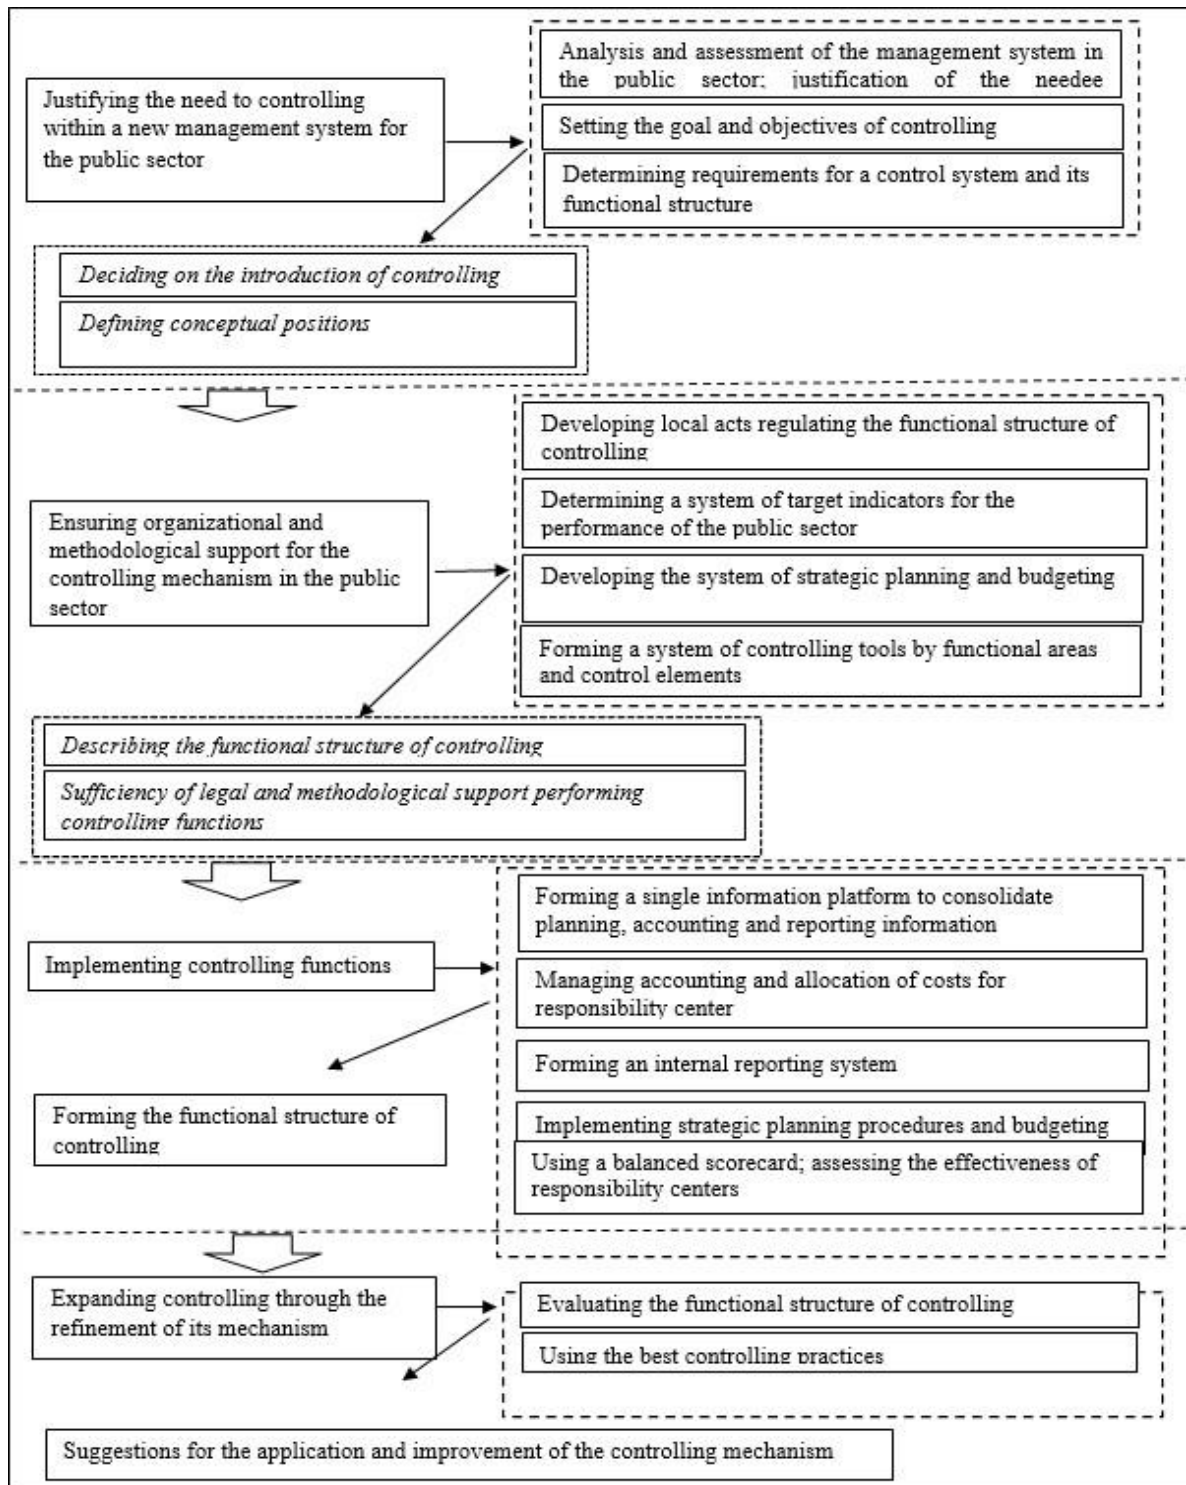 Justifying the need to controlling
within a new management system for
the public sector
Analysis and assessment of the management system in
the public sector; justification of the needee
Setting the goal and objectives of controlling
Determining requirements for a control system and its
functional structure
Deciding on the introduction of controlling
Defining conceptual positions
Ensuring organizational and
methodological support for the
controlling mechanism in the public
sector
Developing local acts regulating the functional structure of
controlling
Determining a system of target indicators for the
performance of the public sector
Developing the system of strategic planning and budgeting
Forming a system of controlling tools by functional areas
and control elements
Describing the functional structure of controlling
Sufficiency of legal and methodological support performing
controlling functions
Implementing controlling functions
Forming a single information platform to consolidate
planning, accounting and reporting information
Managing accounting and allocation of costs for
responsibility center
Forming an internal reporting system
Implementing strategic planning procedures and budgeting
Using a balanced scorecard; assessing the effectiveness of
responsibility centers
Forming the functional structure of
controlling
Expanding controlling through the
refinement of its mechanism
Evaluating the functional structure of controlling
Using the best controlling practices
Suggestions for the application and improvement of the controlling mechanism